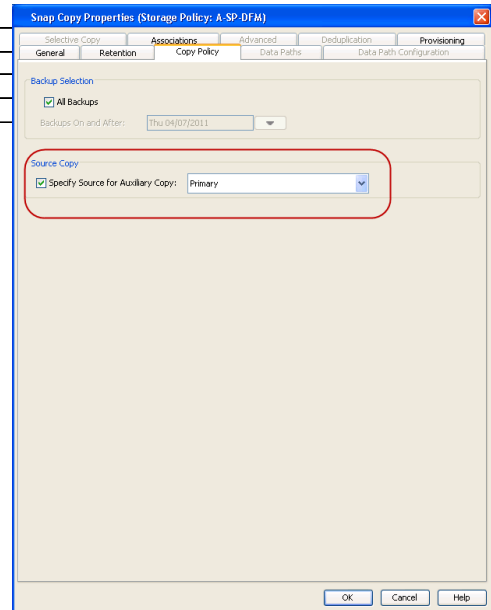 Snap Copy Properties (Storage Policy: A-SP-DFM)
Selective Copy Associations Advanced Deduplication Provisioning
General Retention Copy Policy Data Paths Data Path Configuration
Backup Selection
All Backups
Backups On and After: Thu 04/07/2011
Source Copy
Specify Source for Auxiliary Copy: Primary
OK Cancel Help